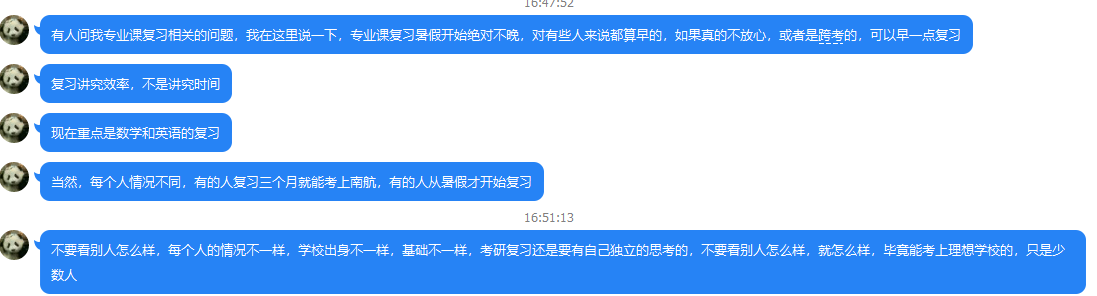 16:47:52
有人问我专业课复习相关的问题，我在这里说一下，专业课复习暑假开始绝对不晚，对有些人来说都算早的，如果真的不放心，或者是跨考的，可以早一点复习
复习讲究效率，不是讲究时间
现在重点是数学和英语的复习
当然，每个人情况不同，有的人复习三个月就能考上南航，有的人从暑假才开始复习
16:51:13
不要看别人怎么样，每个人的情况不一样，学校出身不一样，基础不一样，考研复习还是要有自己独立的思考的，不要看别人怎么样，就怎么样，毕竟能考上理想学校的，只是少
数人